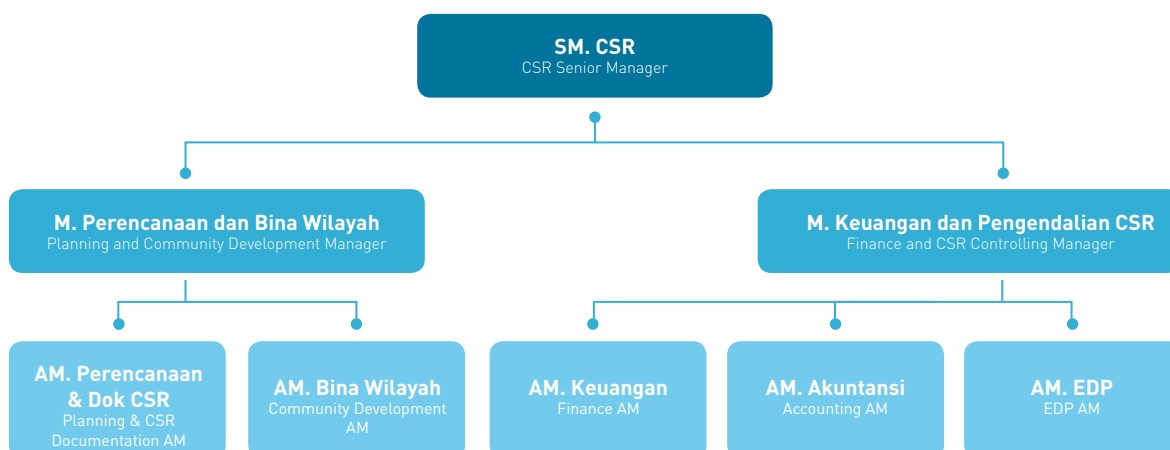 SM. CSR
CSR Senior Manager
M. Perencanaan dan Bina Wilayah
Planning and Community Development Manager
M. Keuangan dan Pengendalian CSR
Finance and CSR Controlling Manager
AM. Perencanaan
& Dok CSR
Planning & CSR
Documentation AM
AM. Bina Wilayah
Community Development
AM
AM. Keuangan
Finance AM
AM. Akuntansi
Accounting AM
AM. EDP
EDP AM